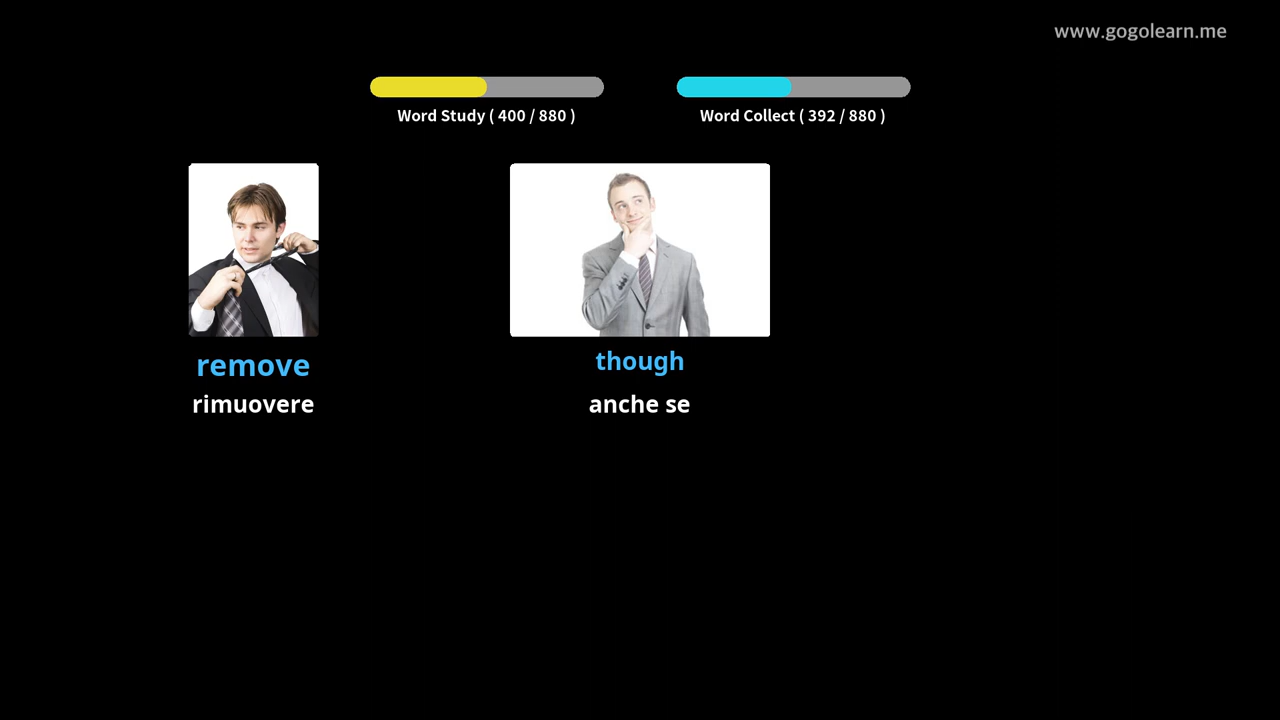 www.gogolearn.me
Word Study ( 400 / 880 )
Word Collect ( 392 / 880 )
remove
rimuovere
though
anche se